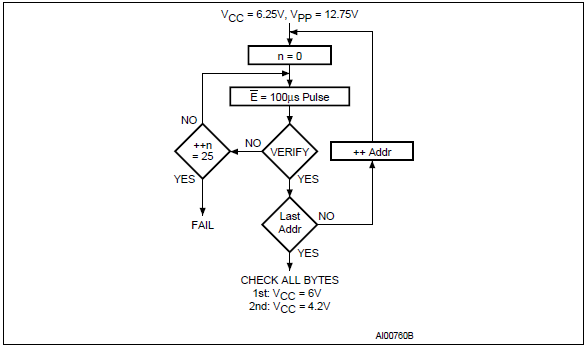 VCC = 6.25V, VPP = 12.75V
n = 0
E̅ = 100µs Pulse
NO
++n
= 25
NO
VERIFY
++ Addr
YES
YES
FAIL
Last
Addr
NO
YES
CHECK ALL BYTES
1st: VCC = 6V
2nd: VCC = 4.2V
AI00760B